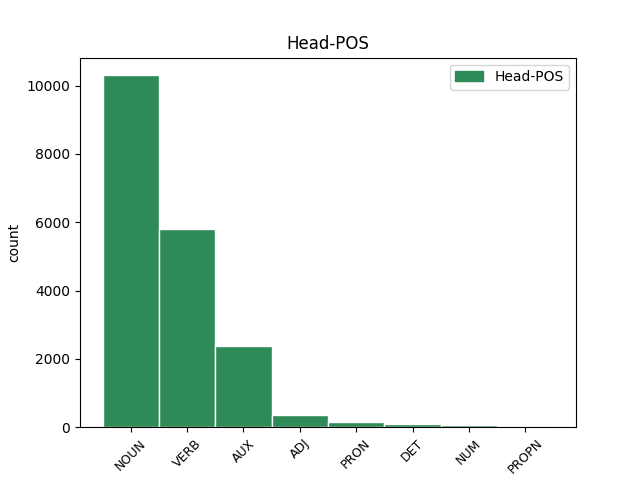 Head-POS
Head-POS
10000
8000
6000
4000
2000
0
count
NOUN
VERB
AUX
ADJ
PRON
DET
NUM
PROPN